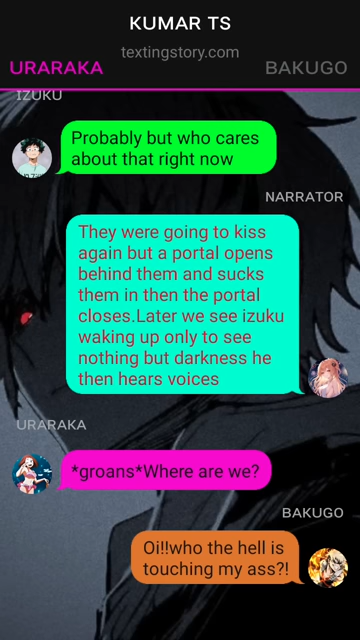 KUMAR TS
textingstory.com
URARAKA
BAKUGO
IZUKU
Probably but who cares
about that right now
NARRATOR
They were going to kiss
again but a portal opens
behind them and sucks
them in then the portal
closes.Later we see izuku
waking up only to see
nothing but darkness he
then hears voices
URARAKA
*groans*Where are we?
BAKUGO
Oi!!who the hell is
touching my ass?!